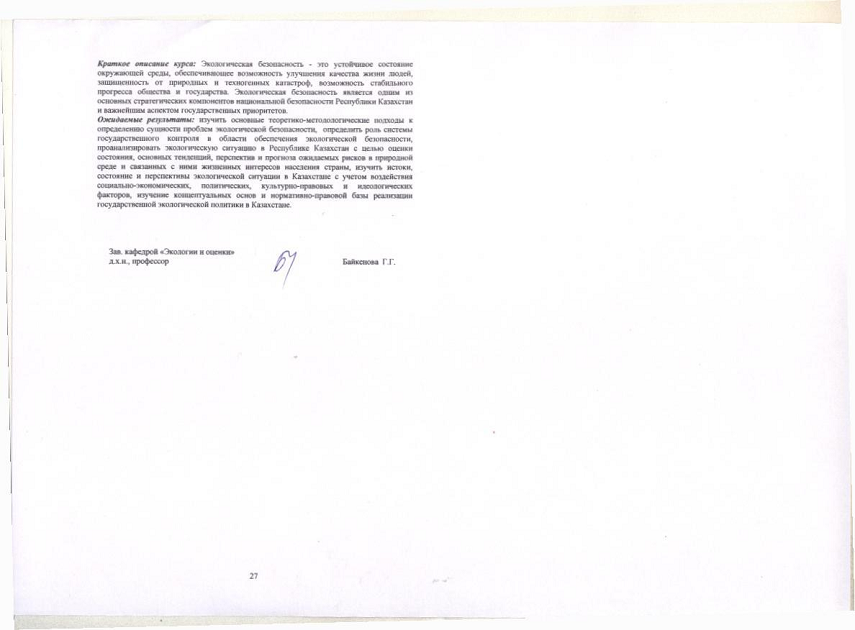 Краткое описание курса: Экологическая безопасность - это устойчивое состояние
окружающей среды, обеспечивающее возможность улучшения качества жизни людей,
защищенность от природных и техногенных катастроф, возможность стабильного
прогресса общества и государства. Экологическая безопасность является одним из
основных стратегических компонентов национальной безопасности Республики Казахстан
и важнейшим аспектом государственных приоритетов.
Ожидаемые результаты: изучить основные теоретико-методологические подходы к
определению сущности проблем экологической безопасности, определить роль системы
государственного контроля в области обеспечения экологической безопасности,
проанализировать экологическую ситуацию в Республике Казахстан с целью оценки
состояния, основных тенденций, перспектив и прогноза ожидаемых рисков в природной
среде и связанных с ними жизненных интересов населения страны, изучить истоки,
состояние и перспективы экологической ситуации в Казахстане с учетом воздействия
социально-экономических, политических, культурно-правовых и идеологических
факторов, изучение концептуальных основ и нормативно-правовой базы реализации
государственной экологической политики в Казахстане.
Зав. кафедрой «Экологии и оценки»
д.х.н., профессор Байкенова Г.Г.
27